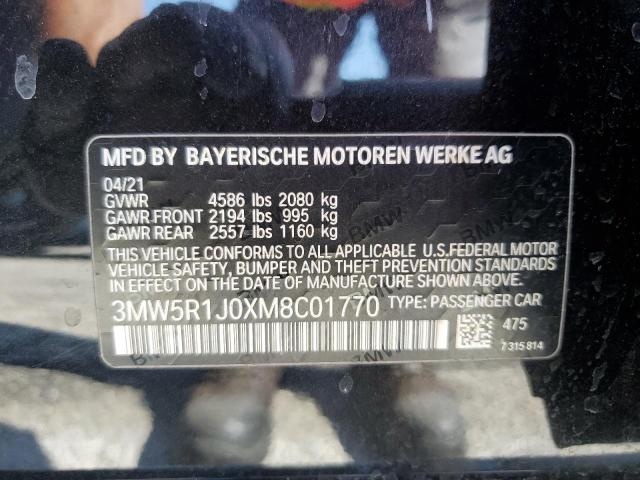 MFD BY BAYERISCHE MOTOREN WERKE AG
04/21
GVWR 4586 lbs 2080 kg
GAWR FRONT 2194 lbs 995 kg
GAWR REAR 2557 lbs 1160 kg
THIS VEHICLE CONFORMS TO ALL APPLICABLE U.S.FEDERAL MOTOR
VEHICLE SAFETY, BUMPER AND THEFT PREVENTION STANDARDS
IN EFFECT ON THE DATE OF MANUFACTURE SHOWN ABOVE.
3MW5R1J0XM8C01770 TYPE: PASSENGER CAR
475
7 315 814
BMW
BMW
BMW